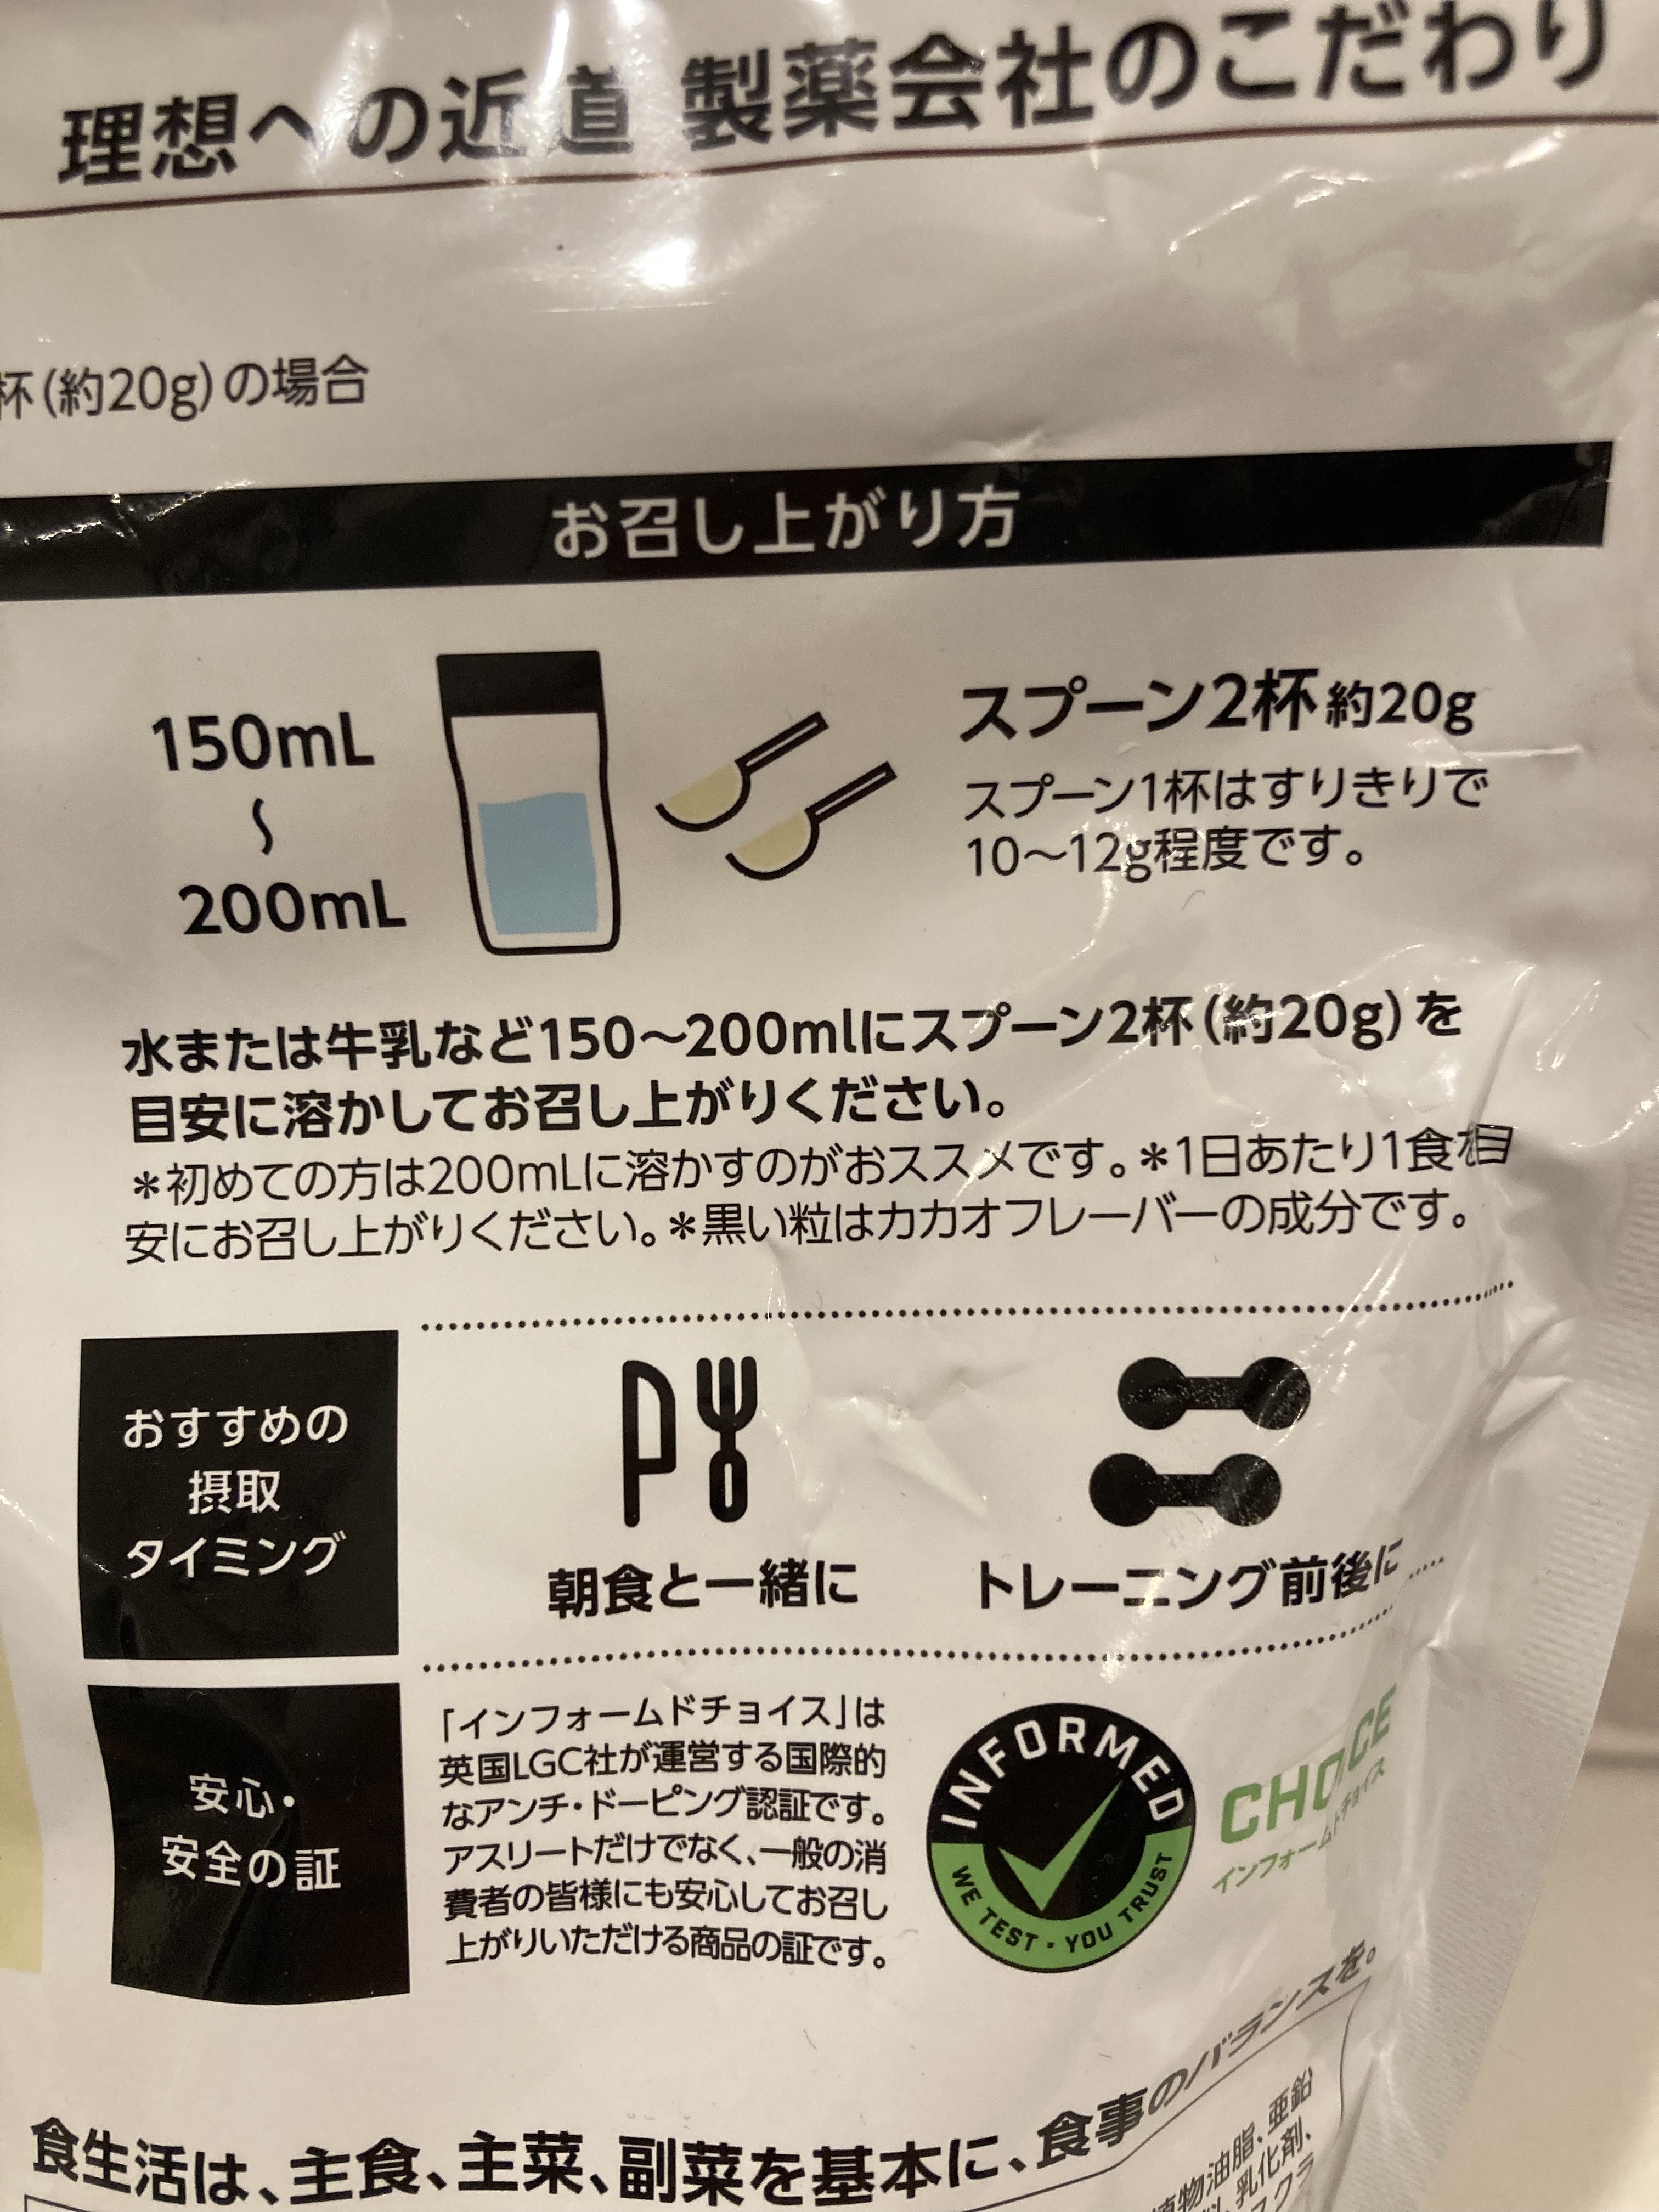 理想への近道 製薬会社のこだわり
杯(約20g)の場合
お召し上がり方
150mL
〜
200mL
スプーン2杯 約20g
スプーン1杯はすりきりで
10〜12g程度です。
水または牛乳など150〜200mlにスプーン2杯(約20g)を
目安に溶かしてお召し上がりください。
*初めての方は200mLに溶かすのがおススメです。*1日あたり1食を目
安にお召し上がりください。*黒い粒はカカオフレーバーの成分です。
おすすめの
摂取
タイミング
朝食と一緒に
トレーニング前後に
安心・
安全の証
「インフォームドチョイス」は
英国LGC社が運営する国際的
なアンチ・ドーピング認証です。
アスリートだけでなく、一般の消
費者の皆様にも安心してお召し
上がりいただける商品の証です。
INFORMED
WE TEST・YOU TRUST
CHOICE
インフォームドチョイス
食生活は、主食、主菜、副菜を基本に、食事のバランスを。
植物油脂、亜鉛
乳化剤、
スクラ